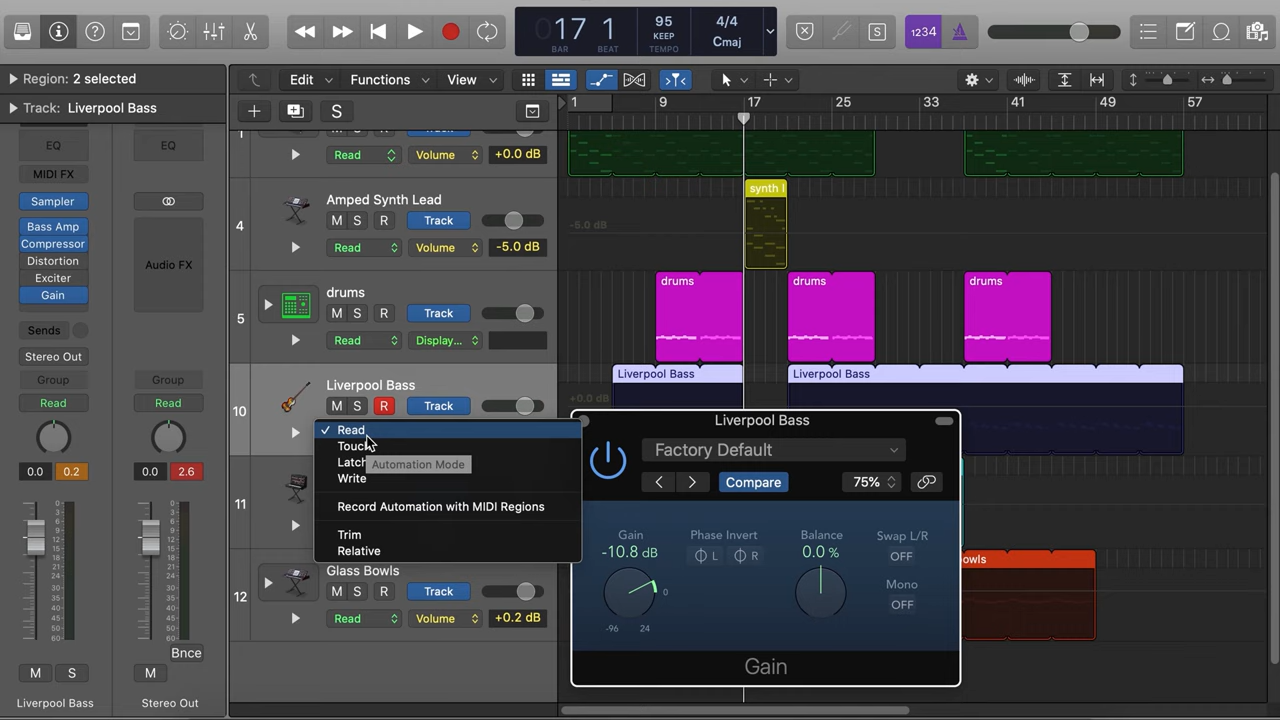 17 1
BAR
BEAT
95
KEEP
TEMPO
4/4
Cmaj
S
1234
Region: 2 selected
Edit
Functions
View
Track: Liverpool Bass
S
1
9
17
25
33
41
49
57
EQ
EQ
MIDI FX
Sampler
Bass Amp
Compressor
Distortion
Exciter
Gain
Audio FX
Sends
Stereo Out
Group
Group
Read
Read
0.0
0.2
0.0
2.6
Bnce
M
S
M
Liverpool Bass
Stereo Out
1
M
S
R
Track
Read
Volume
+0.0 dB
4
Amped Synth Lead
M
S
R
Track
Read
Volume
-5.0 dB
-5.0 dB
synth l
5
drums
M
S
R
Track
Read
Display...
drums
drums
drums
10
Liverpool Bass
M
S
R
Track
+0.0 dB
Liverpool Bass
Liverpool Bass
✓ Read
Touch
Latch
Automation Mode
Write
Record Automation with MIDI Regions
Trim
Relative
11
12
Glass Bowls
M
S
R
Track
Read
Volume
+0.2 dB
owls
Liverpool Bass
Factory Default
Compare
75%
Gain
-10.8 dB
0
-96
24
Phase Invert
L
R
Balance
0.0 %
Swap L/R
OFF
Mono
OFF
Gain